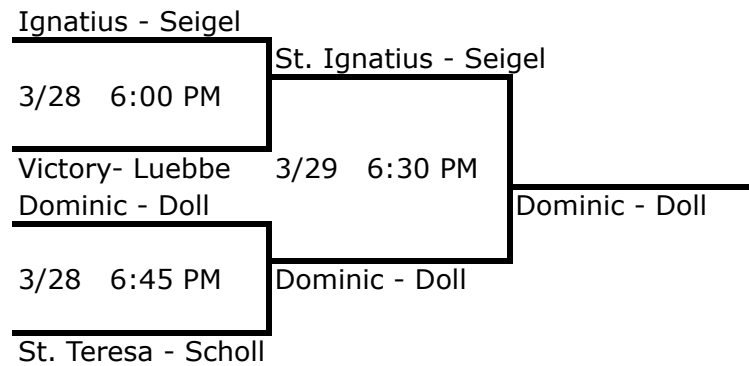 Ignatius - Seigel
St. Ignatius - Seigel
3/28 6:00 PM
Victory- Luebbe
3/29 6:30 PM
Dominic - Doll
Dominic - Doll
3/28 6:45 PM
Dominic - Doll
St. Teresa - Scholl